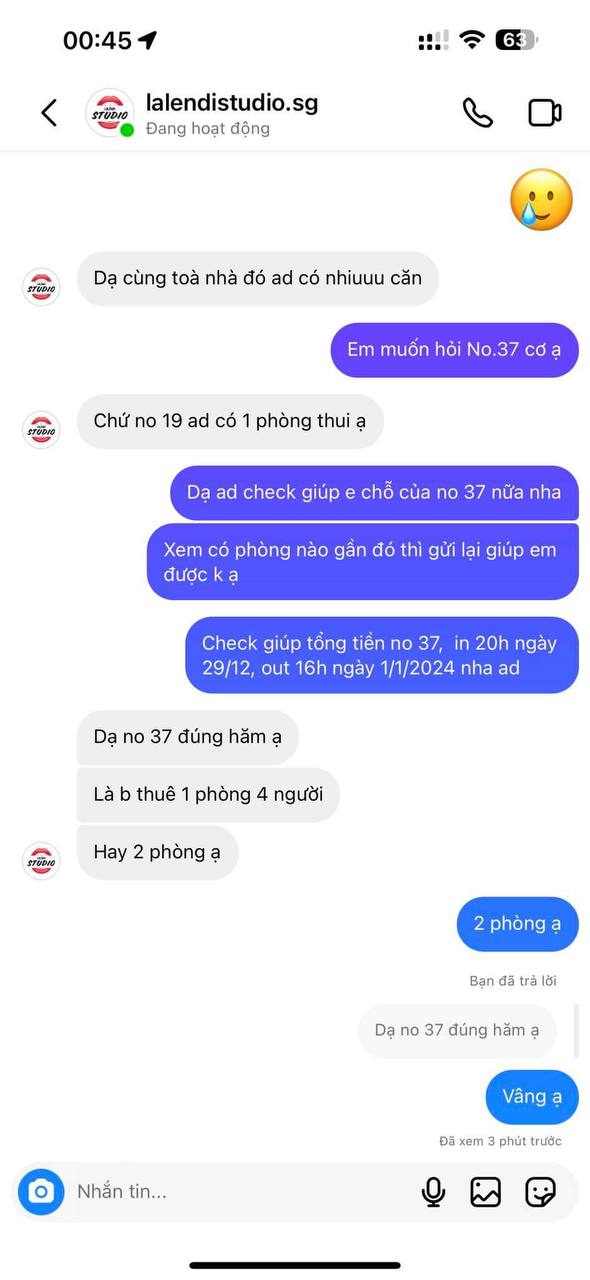 00:45
63
lalendistudio.sg
STUDIO
Đang hoạt động
Dạ cùng toà nhà đó ad có nhiuuu căn
STUDIO
Em muốn hỏi No.37 cơ ạ
Chứ no 19 ad có 1 phòng thui ạ
STUDIO
Dạ ad check giúp e chỗ của no 37 nữa nha
Xem có phòng nào gần đó thì gửi lại giúp em
được k ạ
Check giúp tổng tiền no 37,  in 20h ngày
29/12, out 16h ngày 1/1/2024 nha ad
Dạ no 37 đúng hăm ạ
Là b thuê 1 phòng 4 người
Hay 2 phòng ạ
STUDIO
2 phòng ạ
Bạn đã trả lời
Dạ no 37 đúng hăm ạ
Vâng ạ
Đã xem 3 phút trước
Nhắn tin...